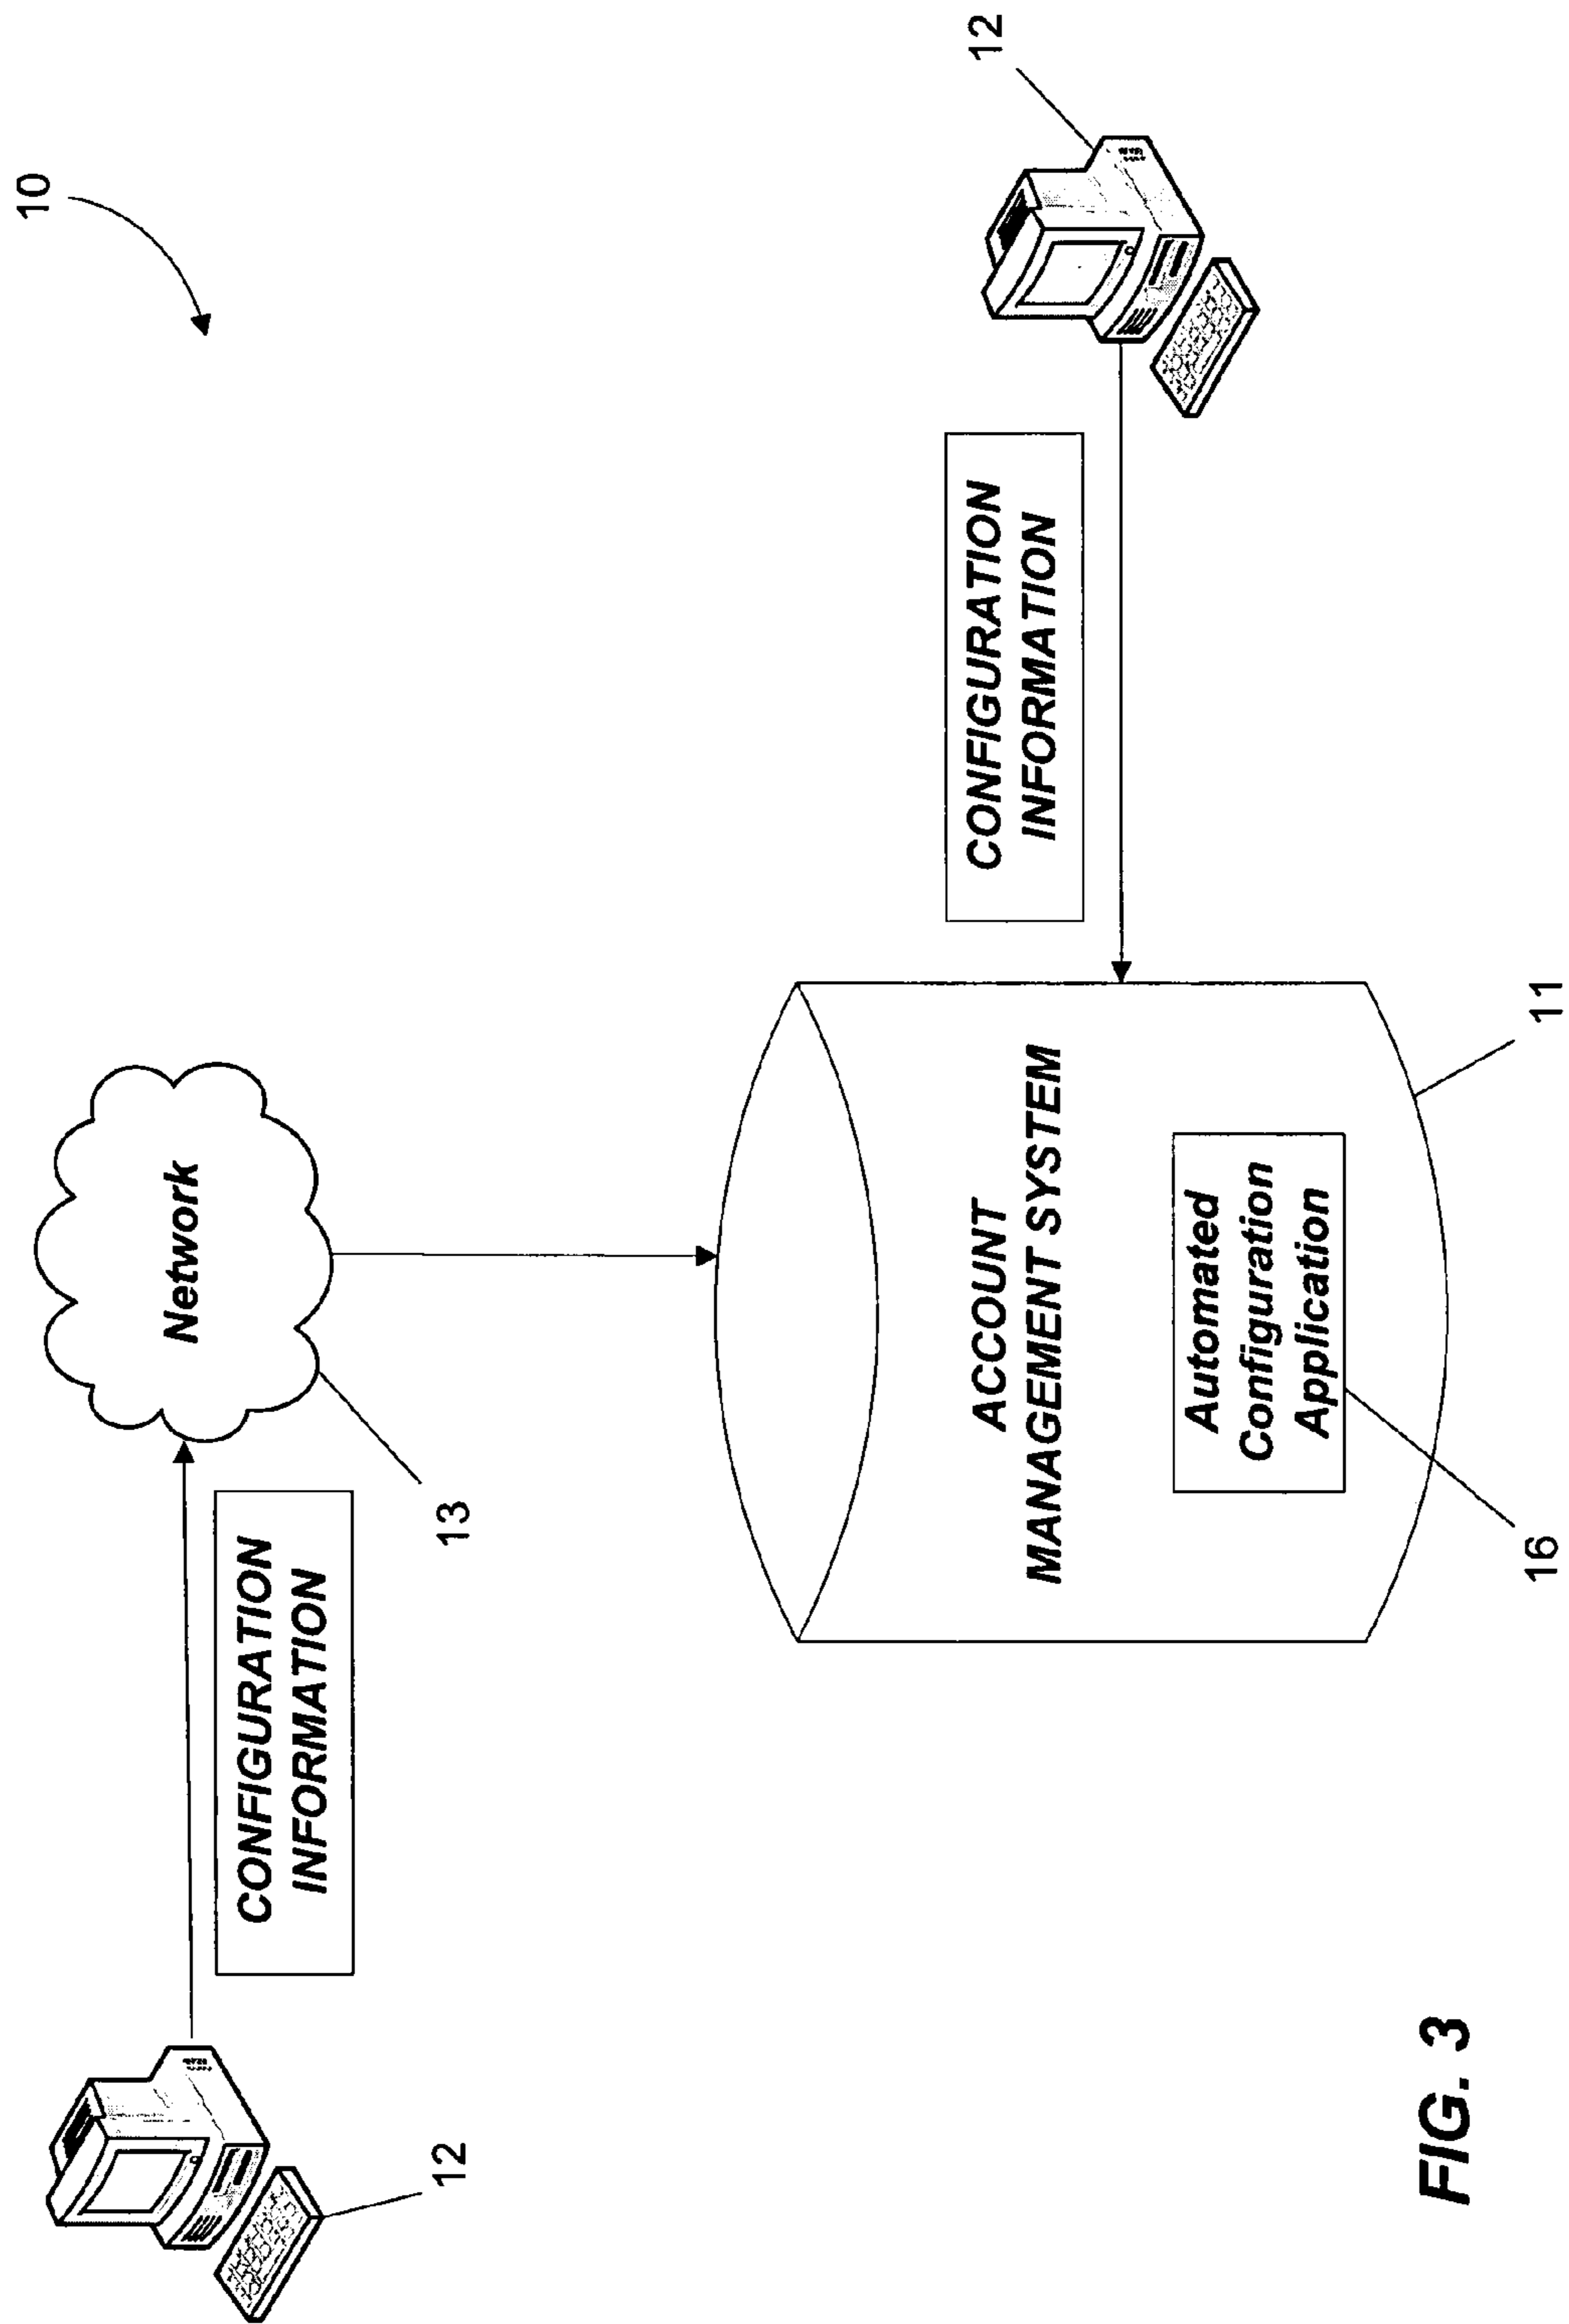 10
Network
13
CONFIGURATION
INFORMATION
12
12
CONFIGURATION
INFORMATION
ACCOUNT
MANAGEMENT SYSTEM
Automated
Configuration
Application
16
11
FIG. 3